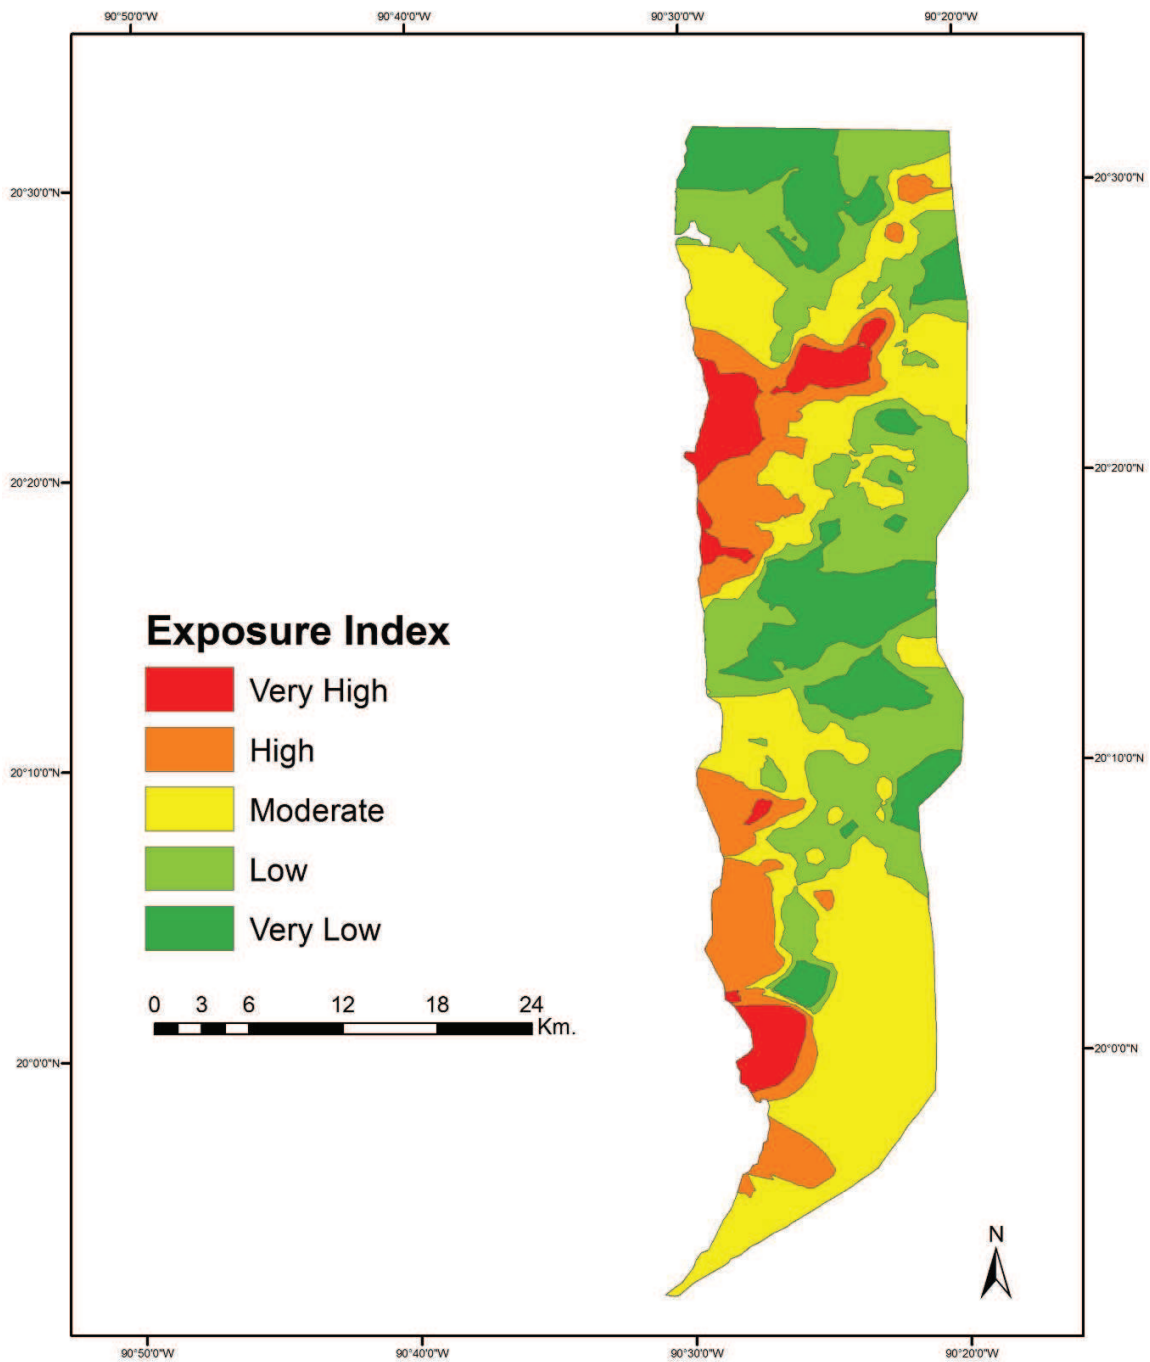 90°50'0"W 90°40'0"W 90°30'0"W 90°20'0"W
20°30'0"N 20°30'0"N
20°20'0"N 20°20'0"N
Exposure Index
Very High
High
Moderate
Low
Very Low
20°10'0"N 20°10'0"N
0 3 6 12 18 24
Km.
20°0'0"N 20°0'0"N
N
90°50'0"W 90°40'0"W 90°30'0"W 90°20'0"W